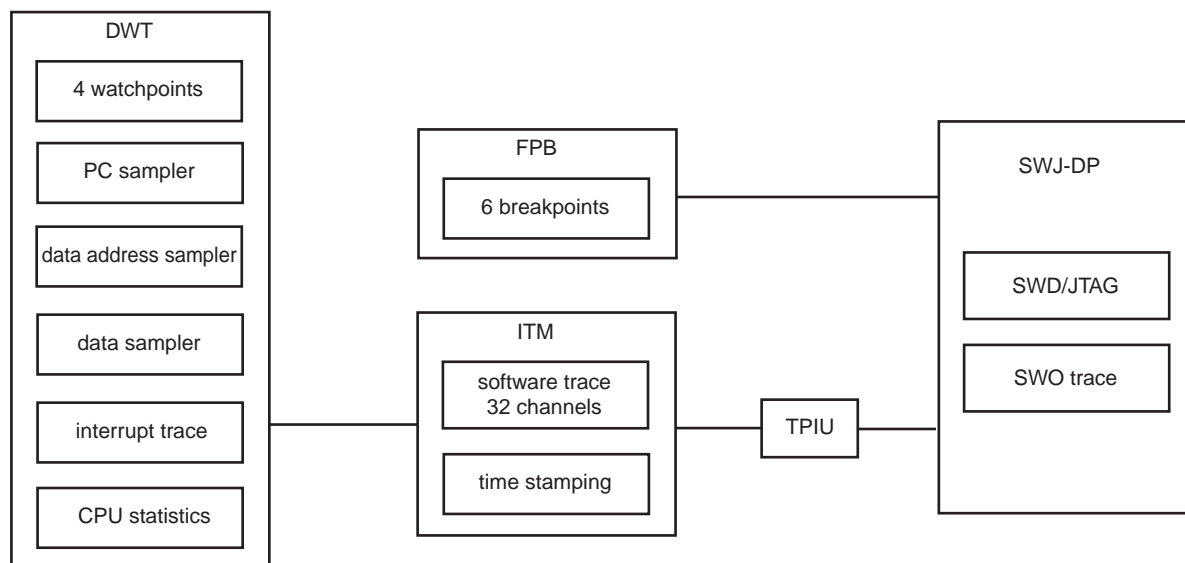 DWT
4 watchpoints
PC sampler
data address sampler
data sampler
interrupt trace
CPU statistics
FPB
6 breakpoints
ITM
software trace
32 channels
time stamping
TPIU
SWJ-DP
SWD/JTAG
SWO trace